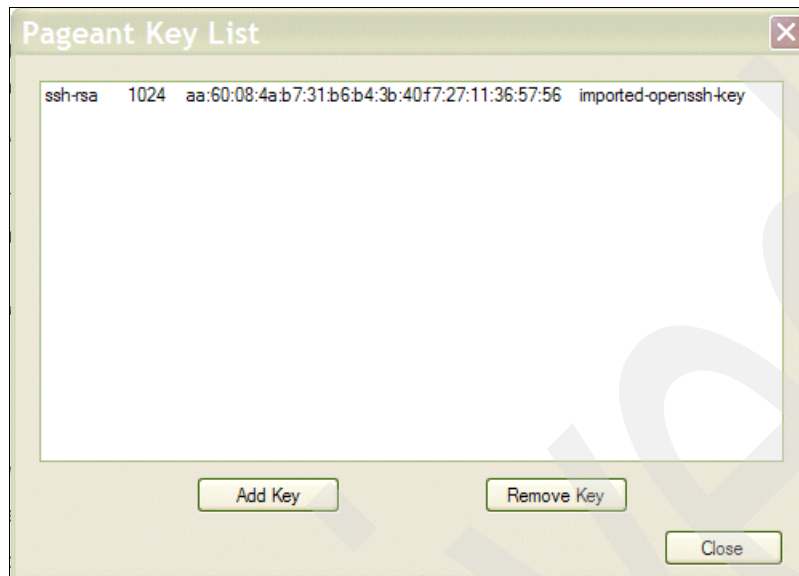 Pageant Key List
ssh-rsa 1024 aa:60:08:4a:b7:31:b6:b4:3b:40:f7:27:11:36:57:56 imported-openssh-key
Add Key Remove Key
Close